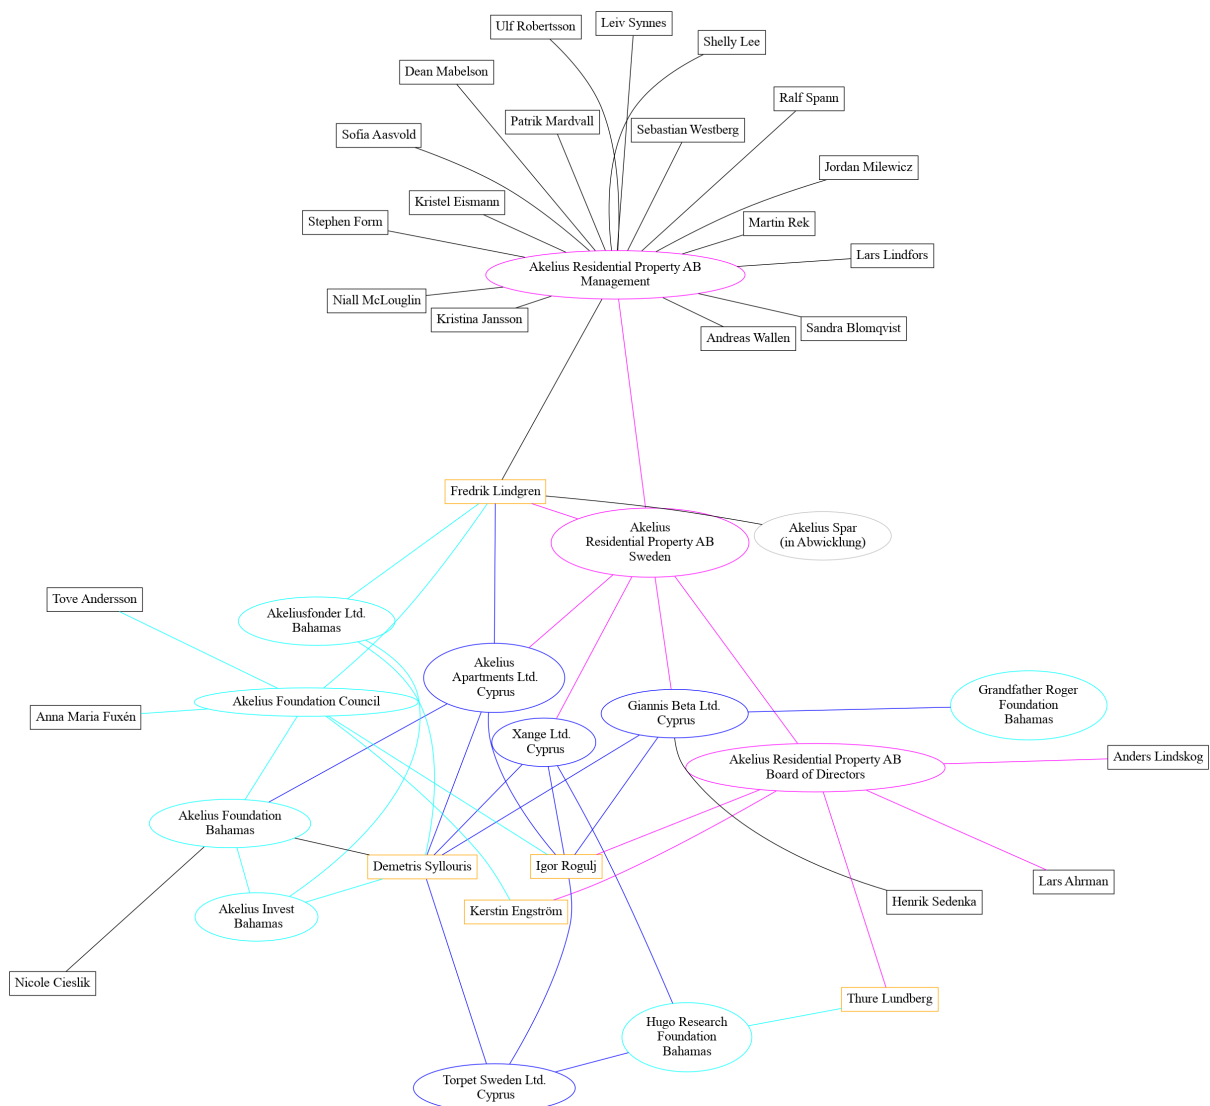 Ulf Robertsson
Leiv Synnes
Shelly Lee
Dean Mabelson
Ralf Spann
Patrik Mardvall
Sebastian Westberg
Sofia Aasvold
Jordan Milewicz
Kristel Eismann
Stephen Form
Martin Rek
Lars Lindfors
Akelius Residential Property AB
Management
Niall McLouglin
Kristina Jansson
Andreas Wallen
Sandra Blomqvist
Fredrik Lindgren
Akelius
Residential Property AB
Sweden
Akelius Spar
(in Abwicklung)
Tove Andersson
Akeliusfonder Ltd.
Bahamas
Akelius
Apartments Ltd.
Cyprus
Akelius Foundation Council
Anna Maria Fuxén
Giannis Beta Ltd.
Cyprus
Grandfather Roger
Foundation
Bahamas
Xange Ltd.
Cyprus
Akelius Residential Property AB
Board of Directors
Anders Lindskog
Akelius Foundation
Bahamas
Demetris Syllouris
Igor Rogulj
Lars Ahrman
Henrik Sedenka
Kerstin Engström
Akelius Invest
Bahamas
Nicole Cieslik
Thure Lundberg
Hugo Research
Foundation
Bahamas
Torpet Sweden Ltd.
Cyprus